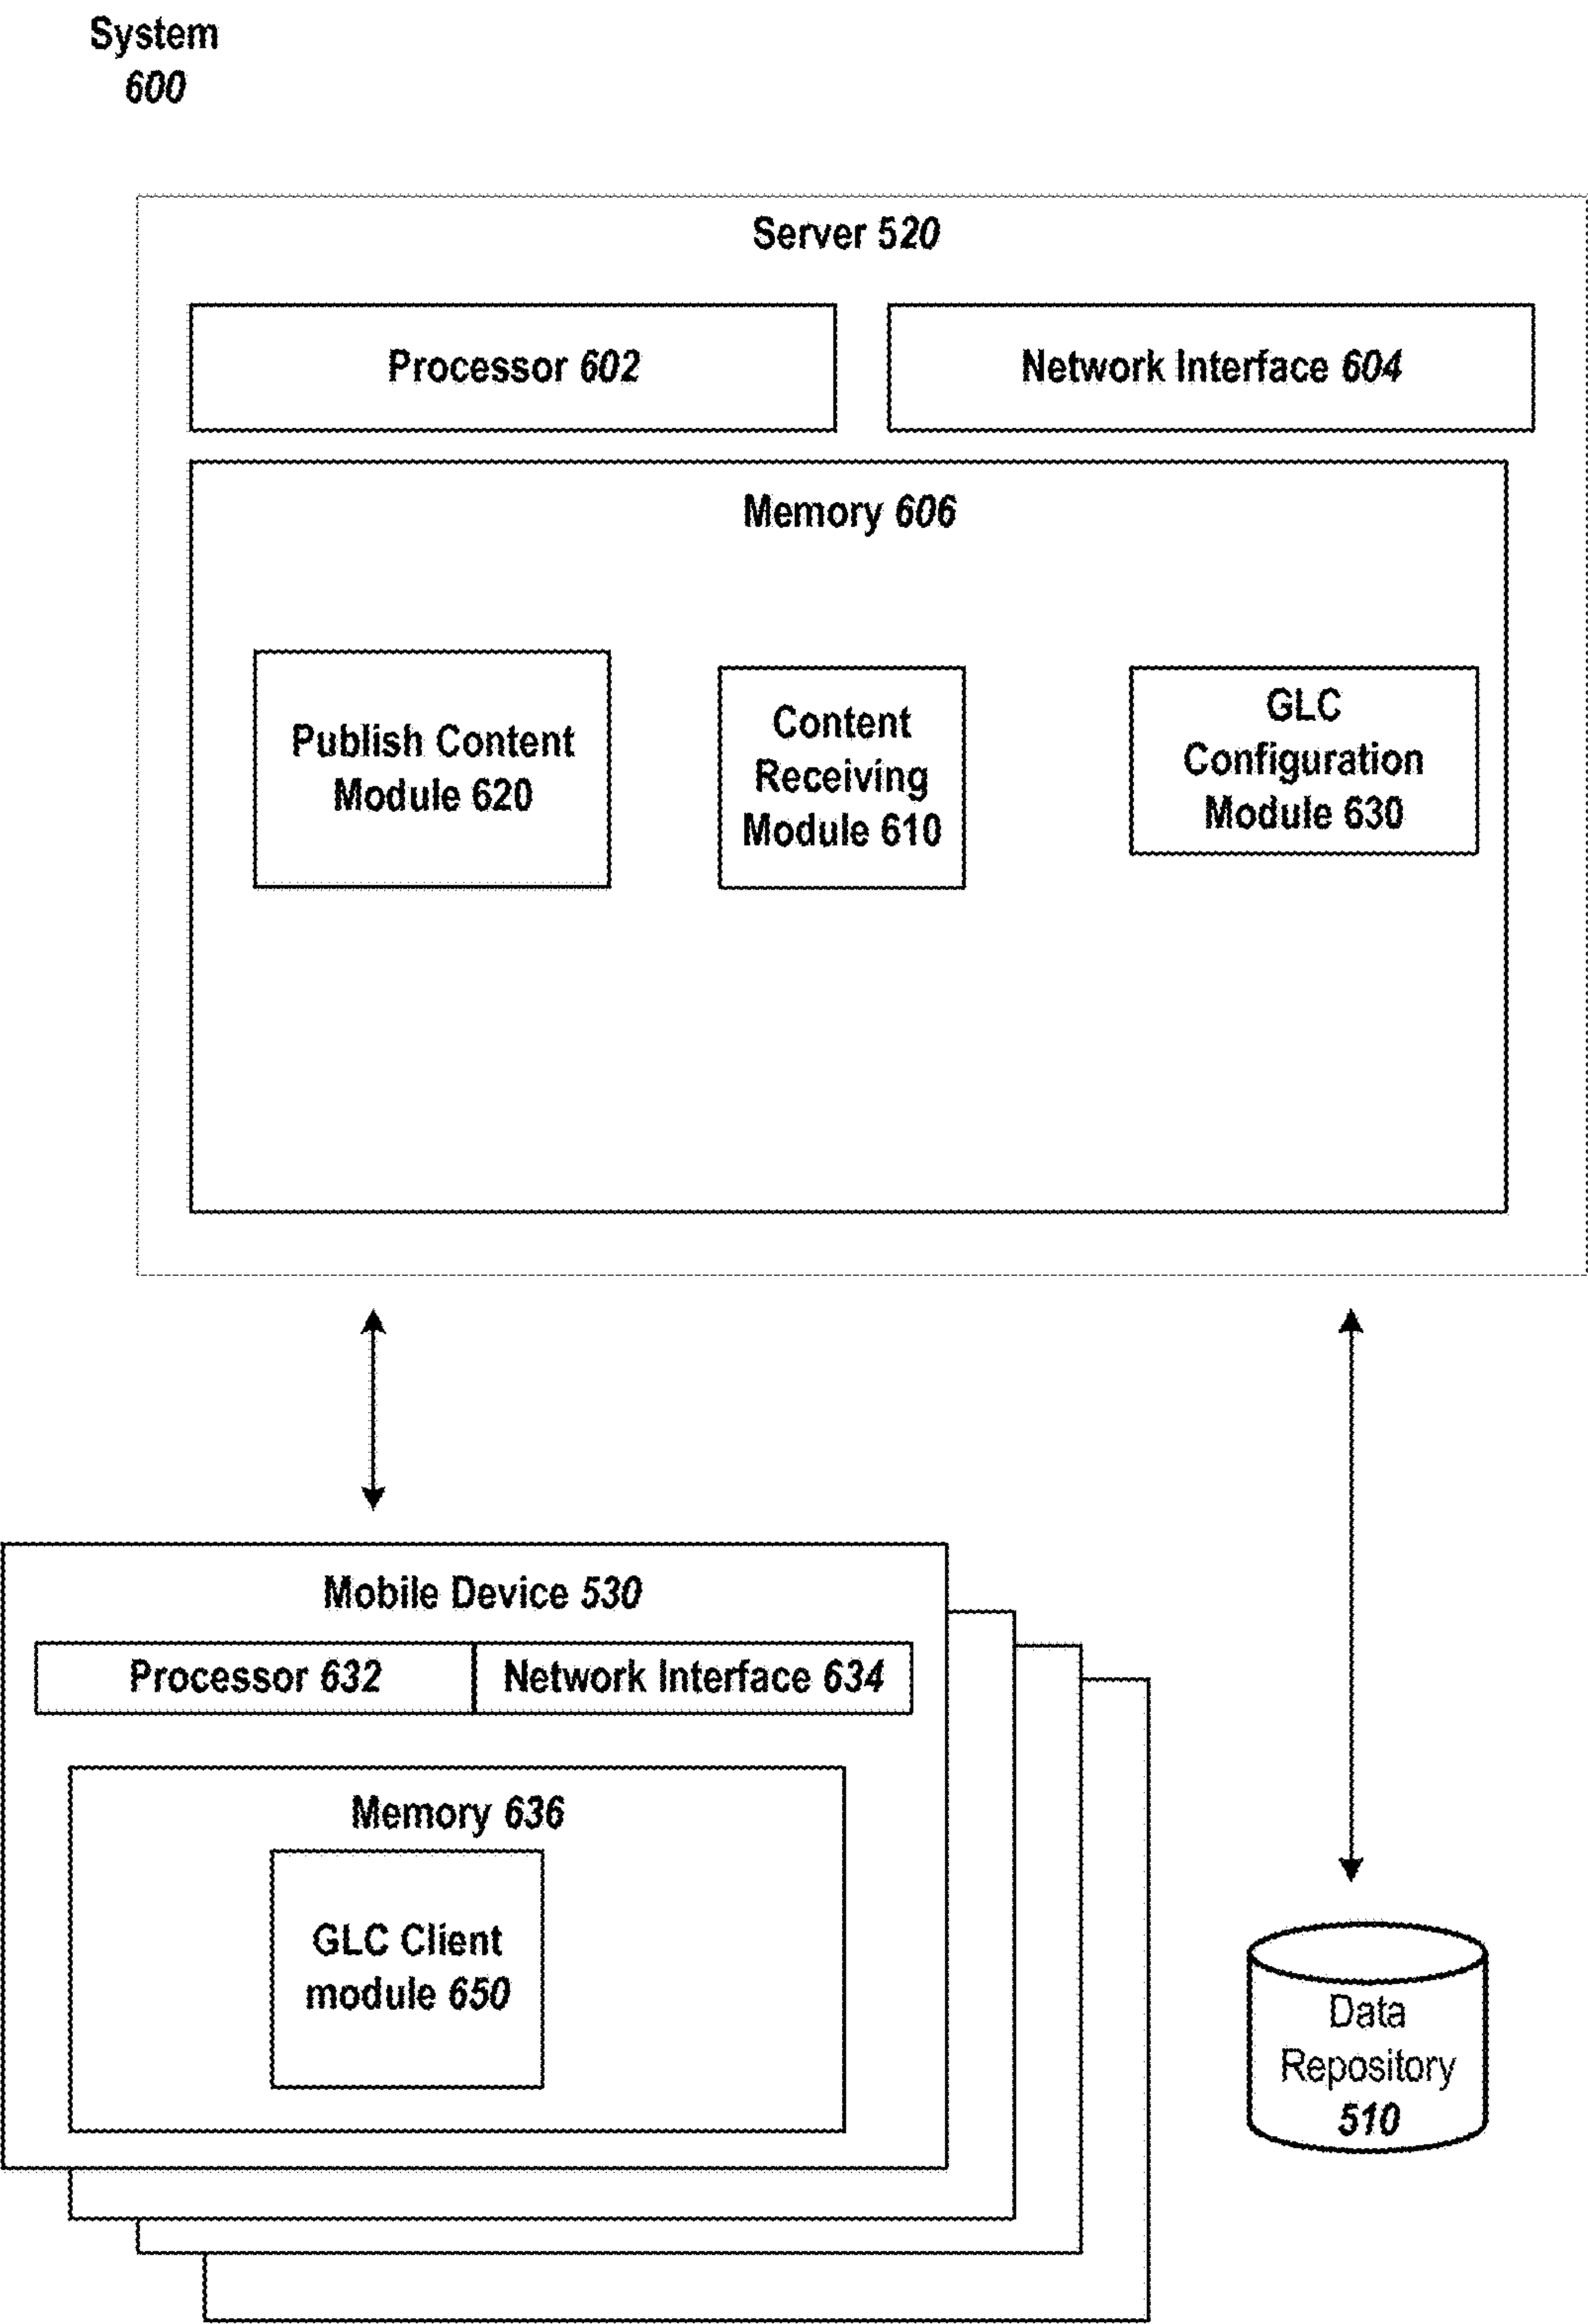 System
600
Server 520
Processor 602
Network Interface 604
Memory 606
Publish Content
Module 620
Content
Receiving
Module 610
GLC
Configuration
Module 630
Mobile Device 530
Processor 632
Network Interface 634
Memory 636
GLC Client
module 650
Data
Repository
510